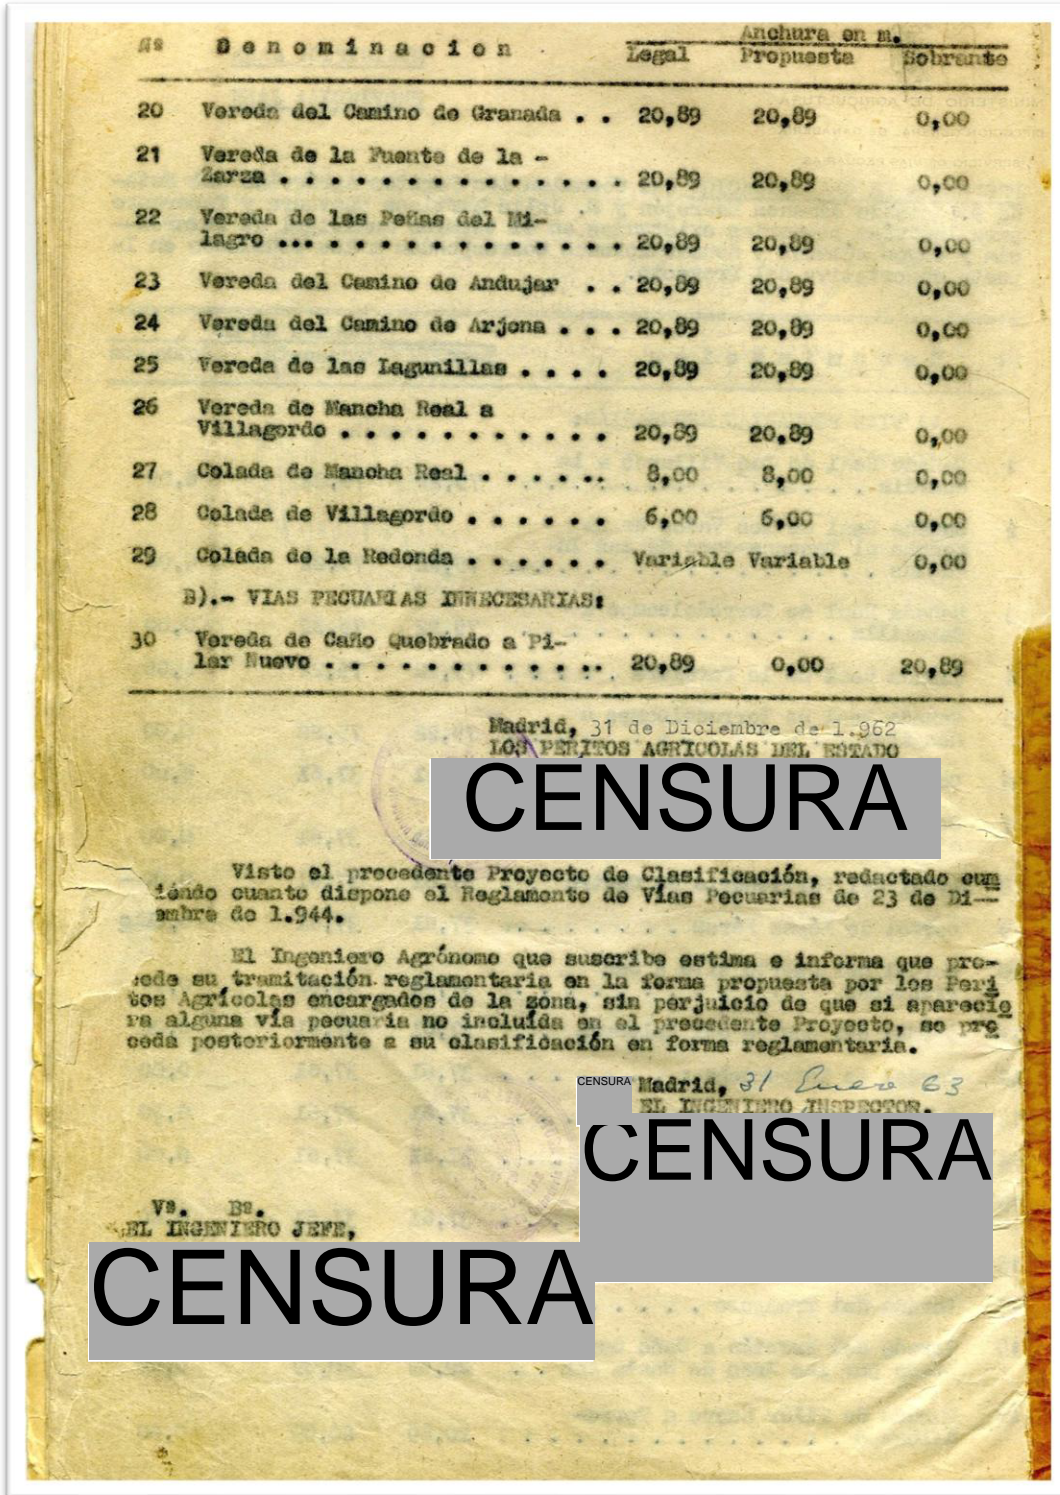 Anchura en m.
Nº Denominacion Legal Propuesta Sobrante
20 Vereda del Camino de Granada . . 20,89 20,89 0,00
21 Vereda de la Fuente de la -
Zarza . . . . . . . . . . . . . . . 20,89 20,89 0,00
22 Vereda de las Peñas del Mi-
lagro ... . . . . . . . . . . . . . 20,89 20,89 0,00
23 Vereda del Camino de Andujar . . 20,89 20,89 0,00
24 Vereda del Camino de Arjona . . . 20,89 20,89 0,00
25 Vereda de las Lagunillas . . . . 20,89 20,89 0,00
26 Vereda de Mancha Real a
Villagordo . . . . . . . . . . . . 20,89 20,89 0,00
27 Colada de Mancha Real . . . . .. 8,00 8,00 0,00
28 Colada de Villagordo . . . . . . 6,00 6,00 0,00
29 Colada de la Redonda . . . . . . Variable Variable 0,00
B).- VIAS PECUARIAS INNECESARIAS:
30 Vereda de Caño Quebrado a Pi-
lar Nuevo . . . . . . . . . . . .. 20,89 0,00 20,89
Madrid, 31 de Diciembre de 1.962
LOS PERITOS AGRICOLAS DEL ESTADO
CENSURA
Visto el precedente Proyecto de Clasificación, redactado cum
iéndo cuanto dispone el Reglamento de Vías Pecuarias de 23 de Di--
embre de 1.944.
El Ingeniero Agrónomo que suscribe estima e informa que pro-
cede su tramitación reglamentaria en la forma propuesta por los Peri
tos Agrícolas encargados de la zona, sin perjuicio de que si aparecie
ra alguna vía pecuaria no incluída en el precedente Proyecto, se pro
ceda posteriormente a su clasificación en forma reglamentaria.
CENSURA Madrid, 31 Enero 63
EL INGENIERO INSPECTOR.
CENSURA
Vº. Bº.
EL INGENIERO JEFE,
CENSURA